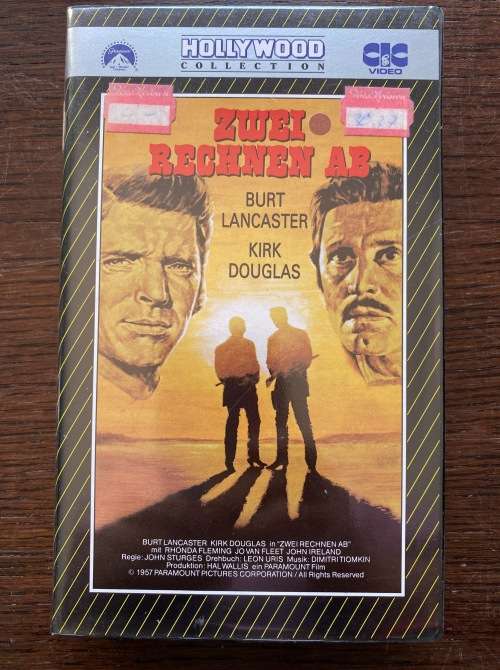 Paramount
HOLLYWOOD
COLLECTION
CIC
VIDEO
ZWEI
RECHNEN AB
BURT
LANCASTER
KIRK
DOUGLAS
BURT LANCASTER KIRK DOUGLAS in "ZWEI RECHNEN AB"
mit RHONDA FLEMING JO VAN FLEET JOHN IRELAND
Regie: JOHN STURGES Drehbuch: LEON URIS Musik: DIMITRI TIOMKIN
Produktion: HAL WALLIS ein PARAMOUNT Film
© 1957 PARAMOUNT PICTURES CORPORATION / All Rights Reserved